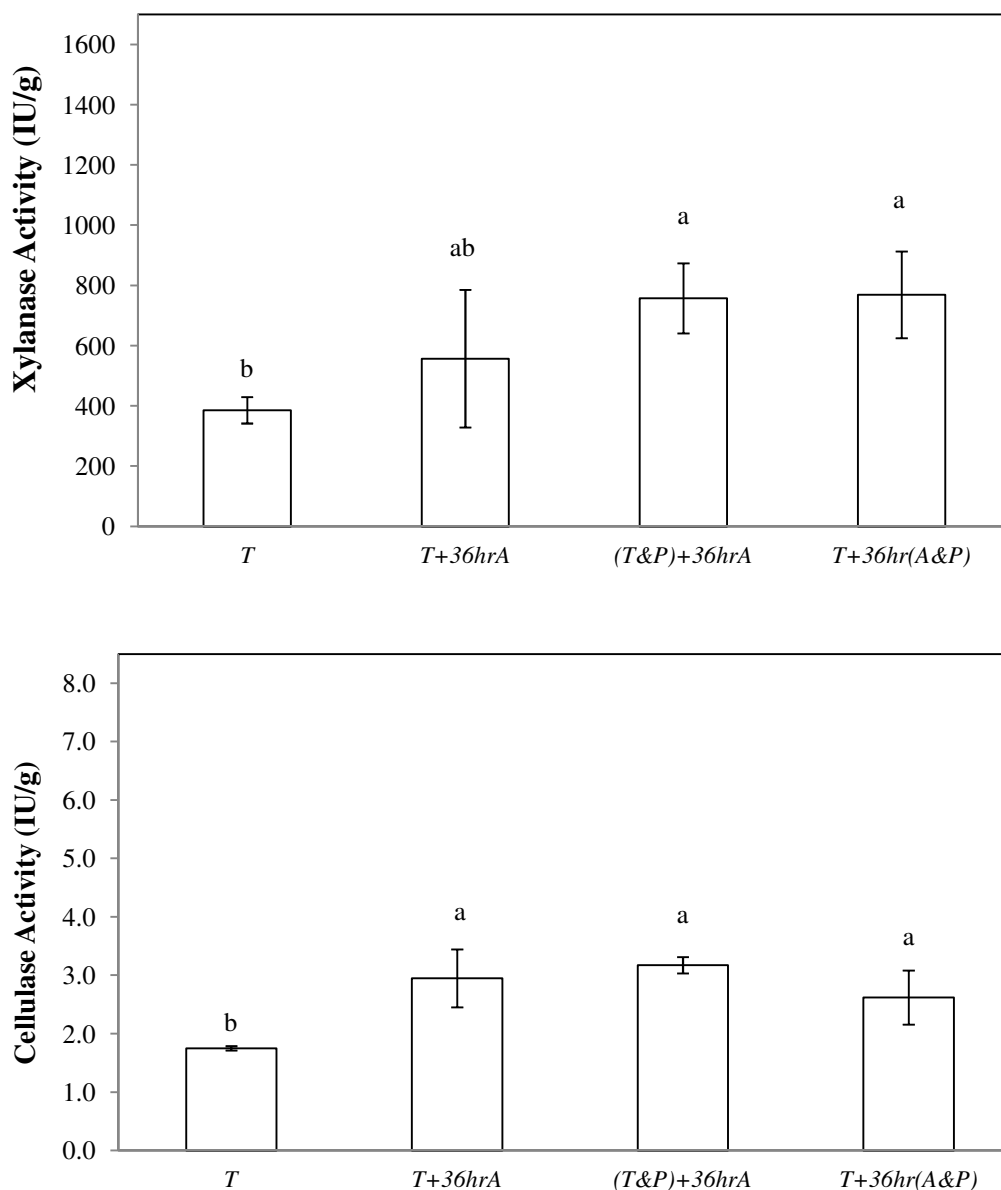 Xylanase Activity (IU/g)
1600
1400
1200
1000
800
600
400
200
0
b
ab
a
a
T
T+36hrA
(T&P)+36hrA
T+36hr(A&P)
Cellulase Activity (IU/g)
8.0
7.0
6.0
5.0
4.0
3.0
2.0
1.0
0.0
b
a
a
a
T
T+36hrA
(T&P)+36hrA
T+36hr(A&P)